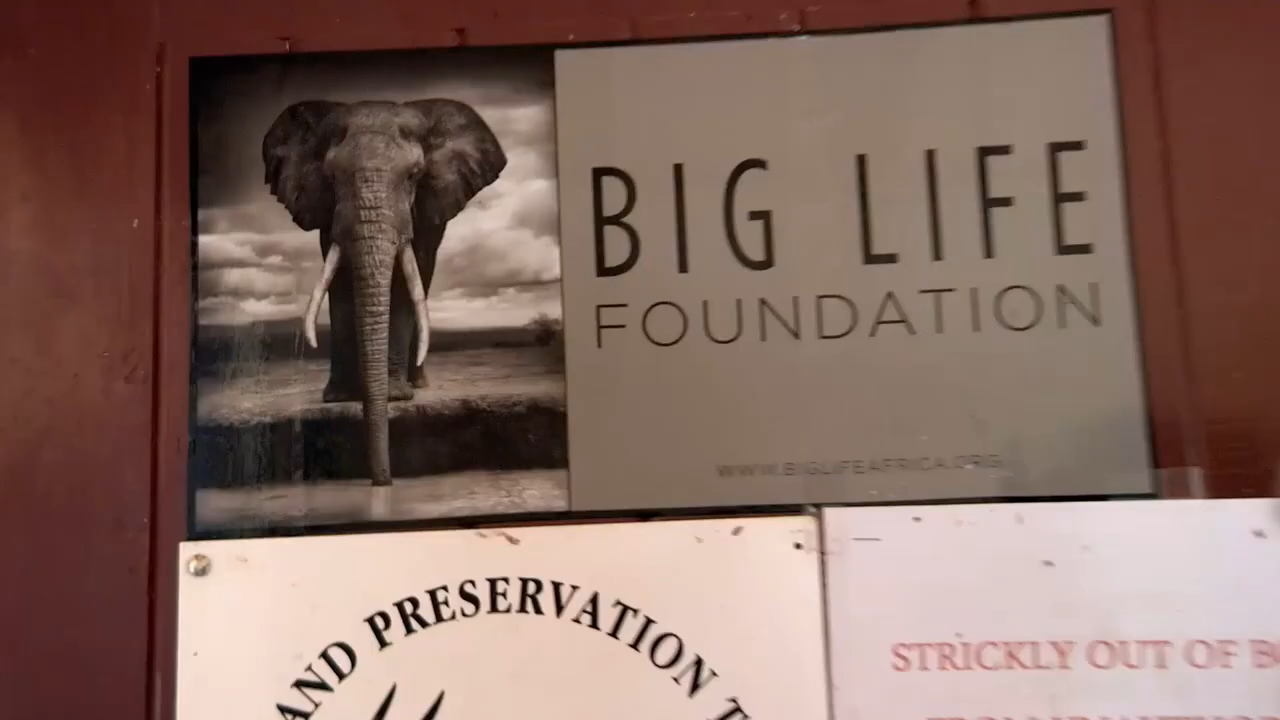 BIG LIFE
FOUNDATION
WWW.BIGLIFEAFRICA.ORG
AND PRESERVATION T
STRICKLY OUT OF B